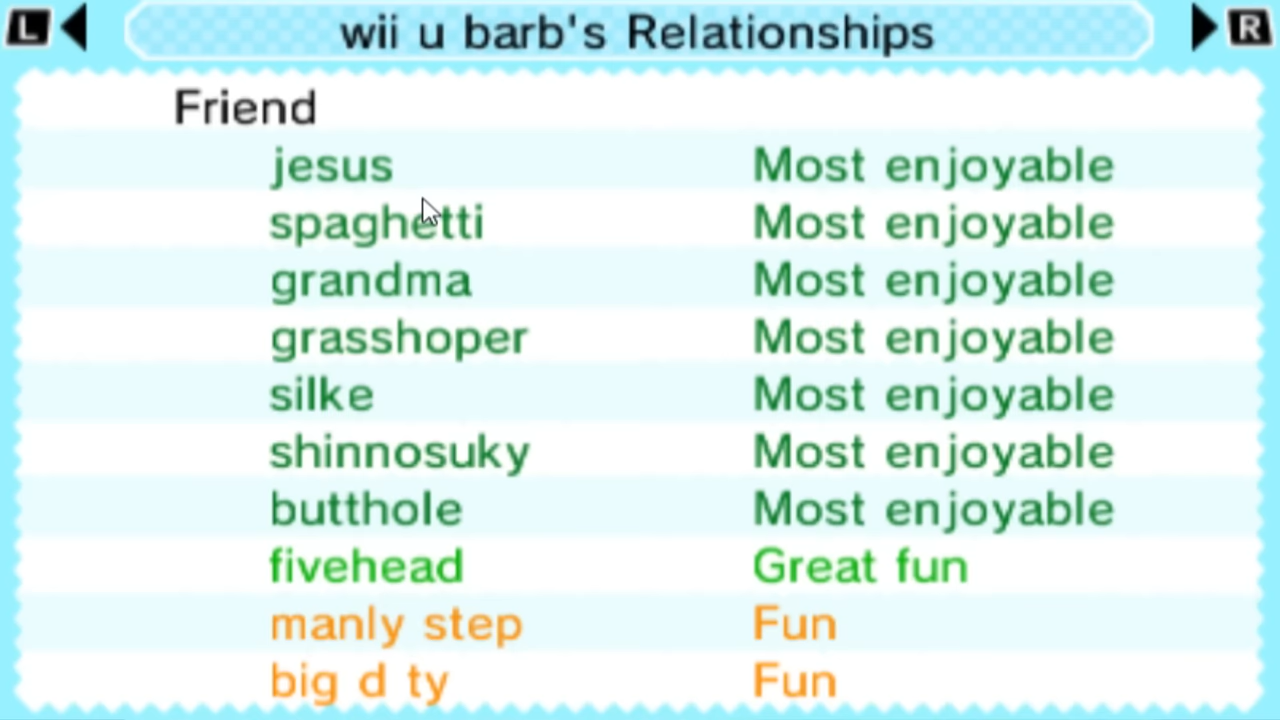 L wii u barb's Relationships R
Friend
jesus Most enjoyable
spaghetti Most enjoyable
grandma Most enjoyable
grasshoper Most enjoyable
silke Most enjoyable
shinnosuky Most enjoyable
butthole Most enjoyable
fivehead Great fun
manly step Fun
big d ty Fun